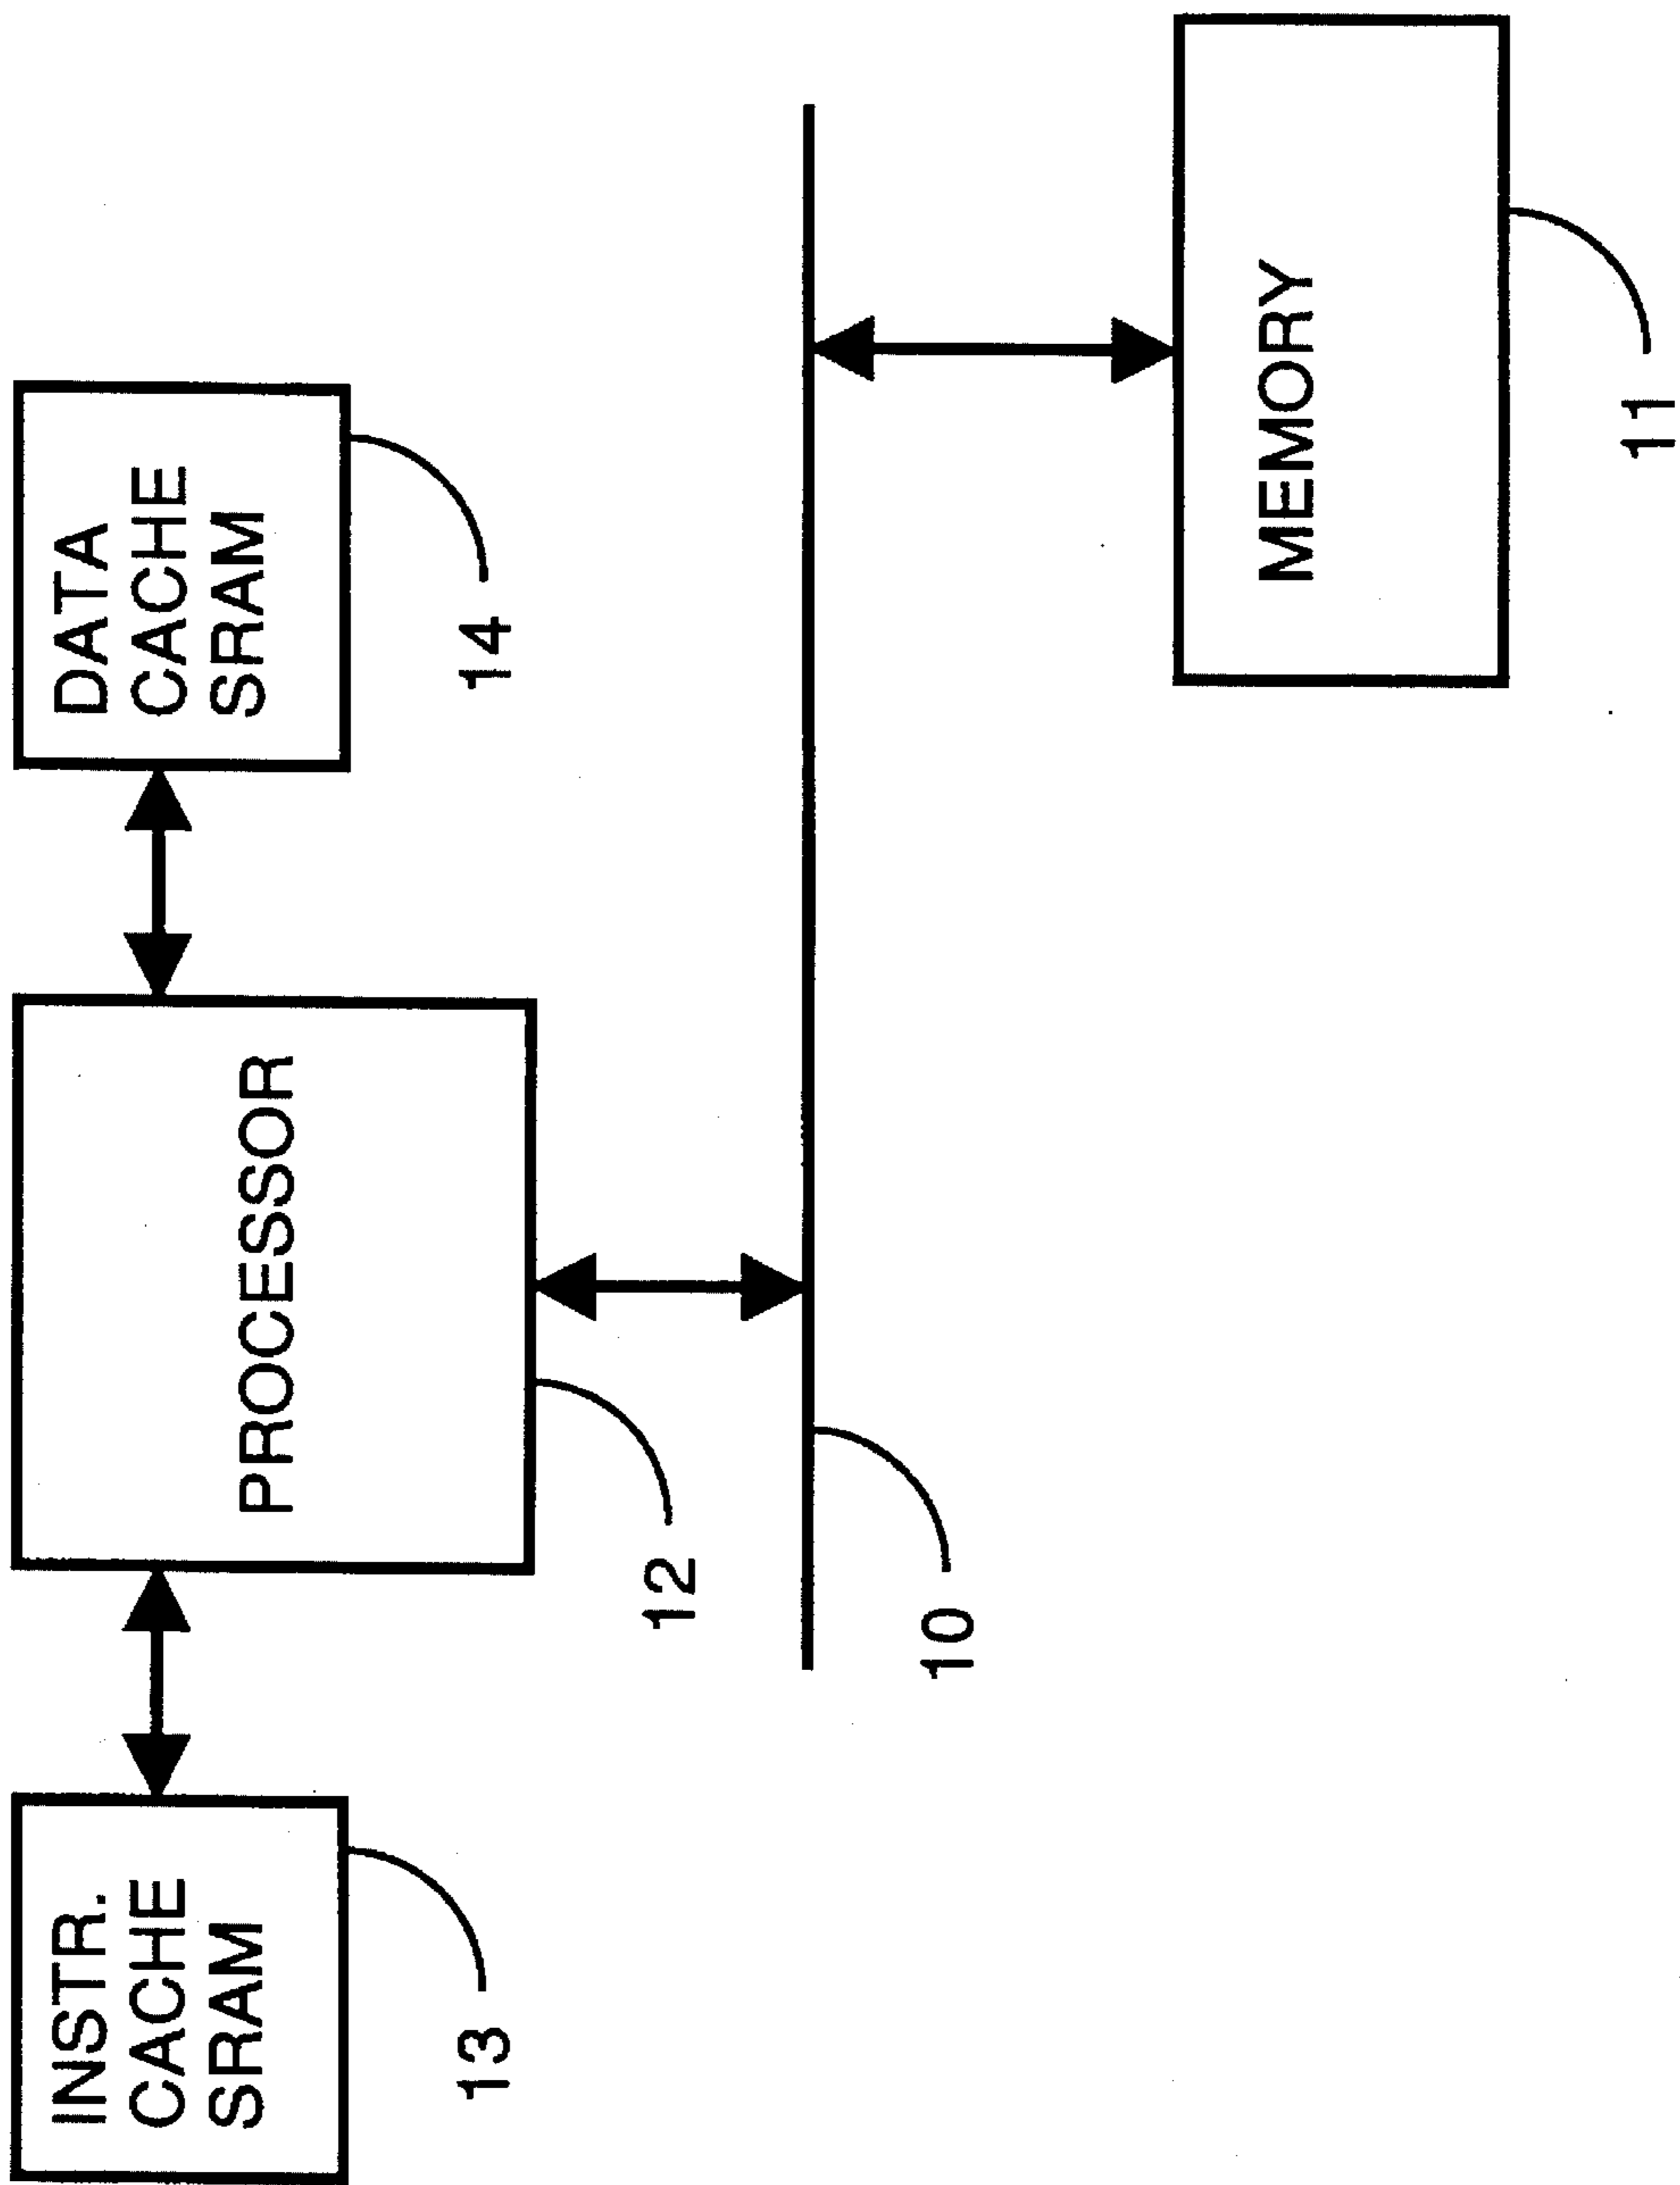 INSTR.
CACHE
SRAM
13
PROCESSOR
12
DATA
CACHE
SRAM
14
10
MEMORY
11